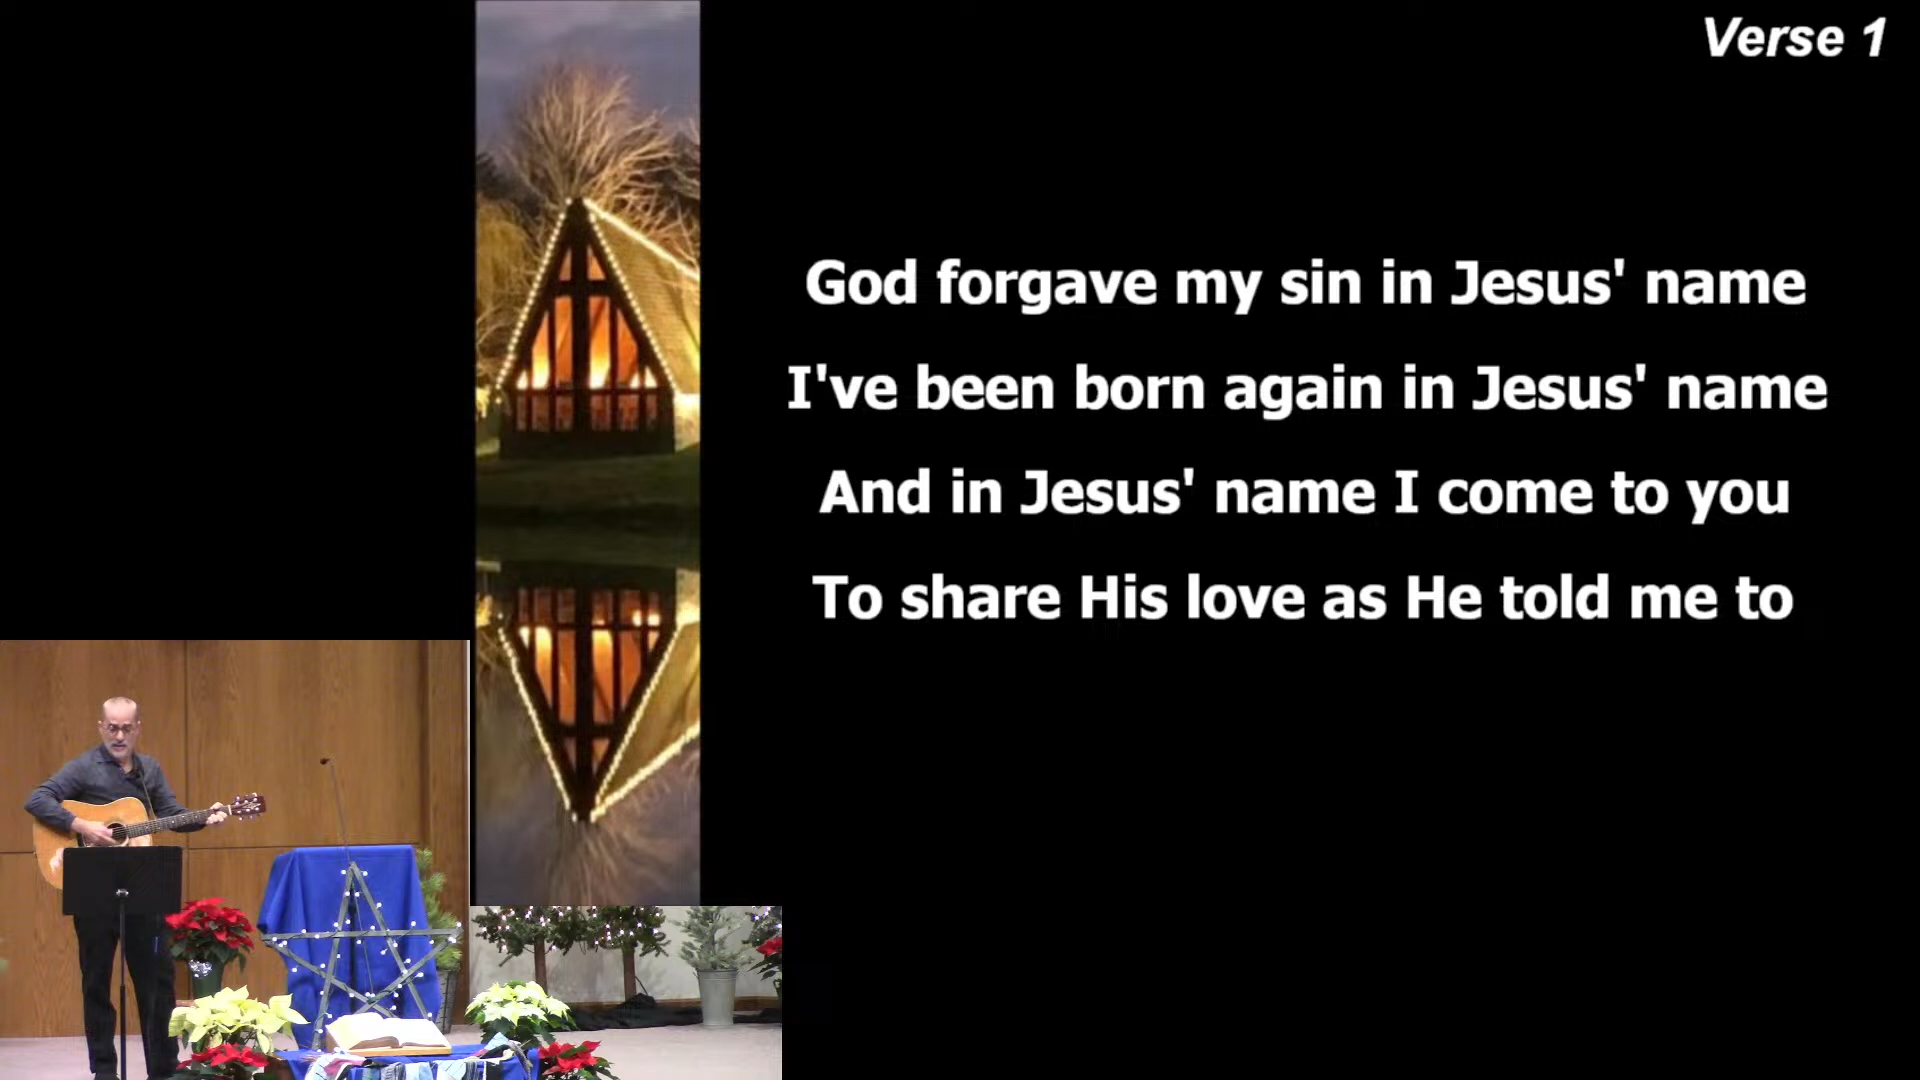 Verse 1
God forgave my sin in Jesus' name
I've been born again in Jesus' name
And in Jesus' name I come to you
To share His love as He told me to